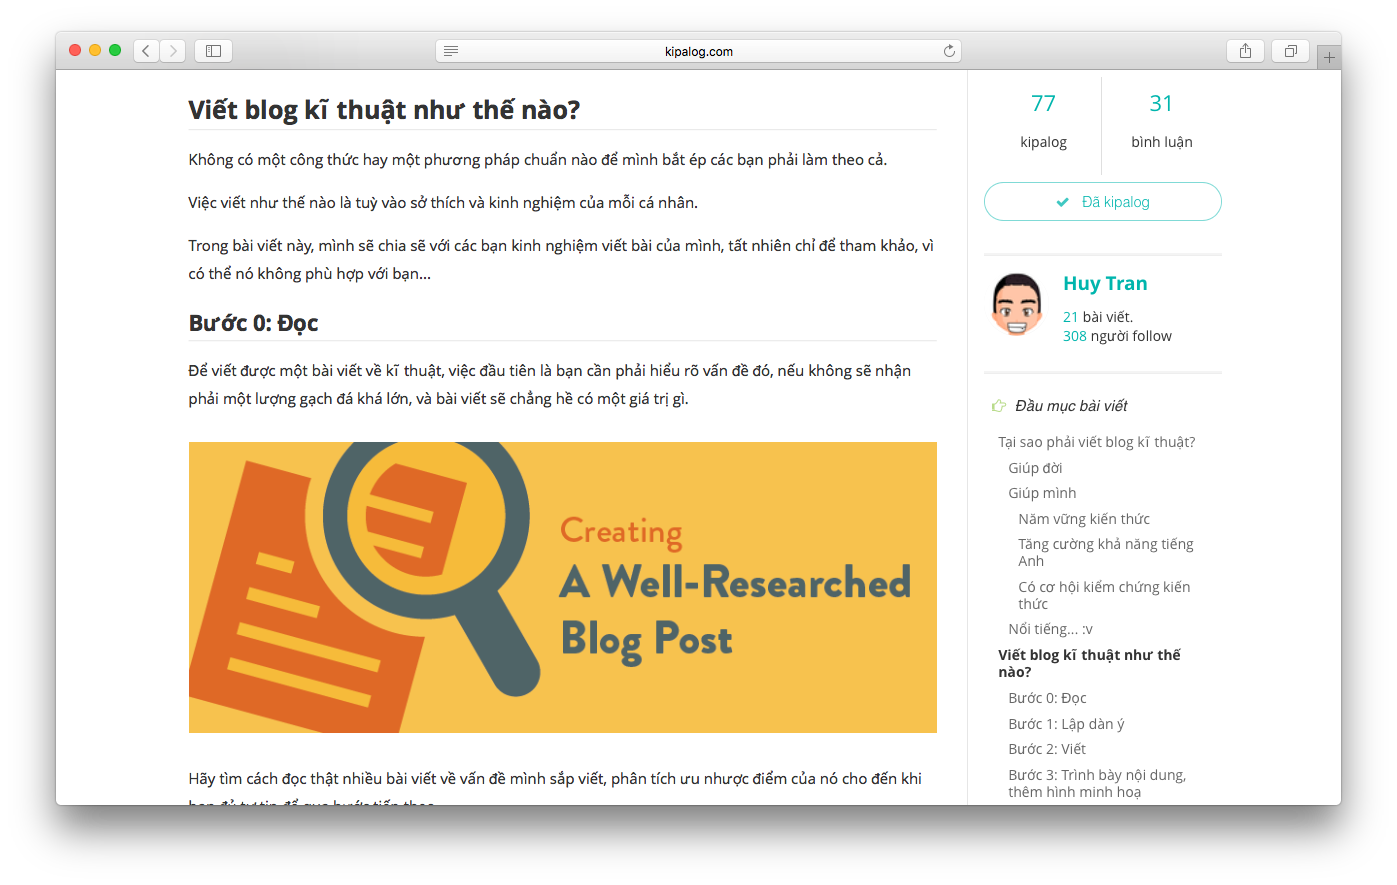 kipalog.com
Viết blog kĩ thuật như thế nào?
Không có một công thức hay một phương pháp chuẩn nào để mình bắt ép các bạn phải làm theo cả.
Việc viết như thế nào là tuỳ vào sở thích và kinh nghiệm của mỗi cá nhân.
Trong bài viết này, mình sẽ chia sẽ với các bạn kinh nghiệm viết bài của mình, tất nhiên chỉ để tham khảo, vì
có thể nó không phù hợp với bạn...
Bước 0: Đọc
Để viết được một bài viết về kĩ thuật, việc đầu tiên là bạn cần phải hiểu rõ vấn đề đó, nếu không sẽ nhận
phải một lượng gạch đá khá lớn, và bài viết sẽ chẳng hề có một giá trị gì.
Creating
A Well-Researched
Blog Post
Hãy tìm cách đọc thật nhiều bài viết về vấn đề mình sắp viết, phân tích ưu nhược điểm của nó cho đến khi
bạn đủ tự tin để qua bước tiếp theo
77
kipalog
31
bình luận
Đã kipalog
Huy Tran
21 bài viết.
308 người follow
Đầu mục bài viết
Tại sao phải viết blog kĩ thuật?
Giúp đời
Giúp mình
Năm vững kiến thức
Tăng cường khả năng tiếng
Anh
Có cơ hội kiểm chứng kiến
thức
Nổi tiếng... :v
Viết blog kĩ thuật như thế
nào?
Bước 0: Đọc
Bước 1: Lập dàn ý
Bước 2: Viết
Bước 3: Trình bày nội dung,
thêm hình minh hoạ